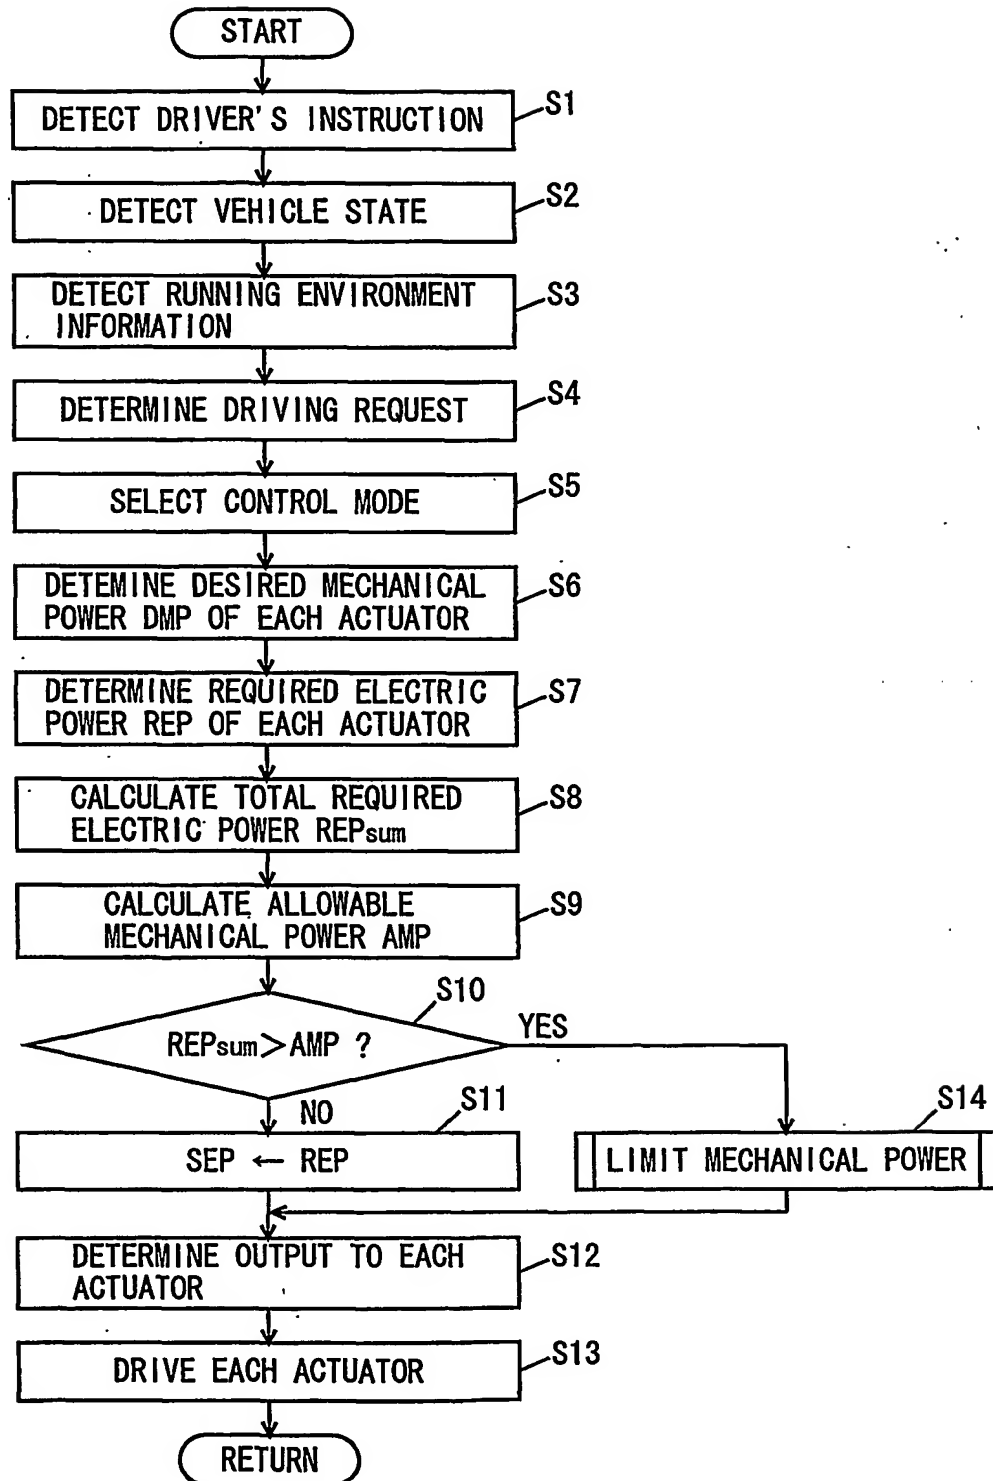 START
DETECT DRIVER'S INSTRUCTION
S1
DETECT VEHICLE STATE
S2
DETECT RUNNING ENVIRONMENT
INFORMATION
S3
DETERMINE DRIVING REQUEST
S4
SELECT CONTROL MODE
S5
DETEMINE DESIRED MECHANICAL
POWER DMP OF EACH ACTUATOR
S6
DETERMINE REQUIRED ELECTRIC
POWER REP OF EACH ACTUATOR
S7
CALCULATE TOTAL REQUIRED
ELECTRIC POWER REPsum
S8
CALCULATE ALLOWABLE
MECHANICAL POWER AMP
S9
S10
REPsum>AMP ?
YES
NO
S11
SEP ← REP
S14
LIMIT MECHANICAL POWER
DETERMINE OUTPUT TO EACH
ACTUATOR
S12
DRIVE EACH ACTUATOR
S13
RETURN